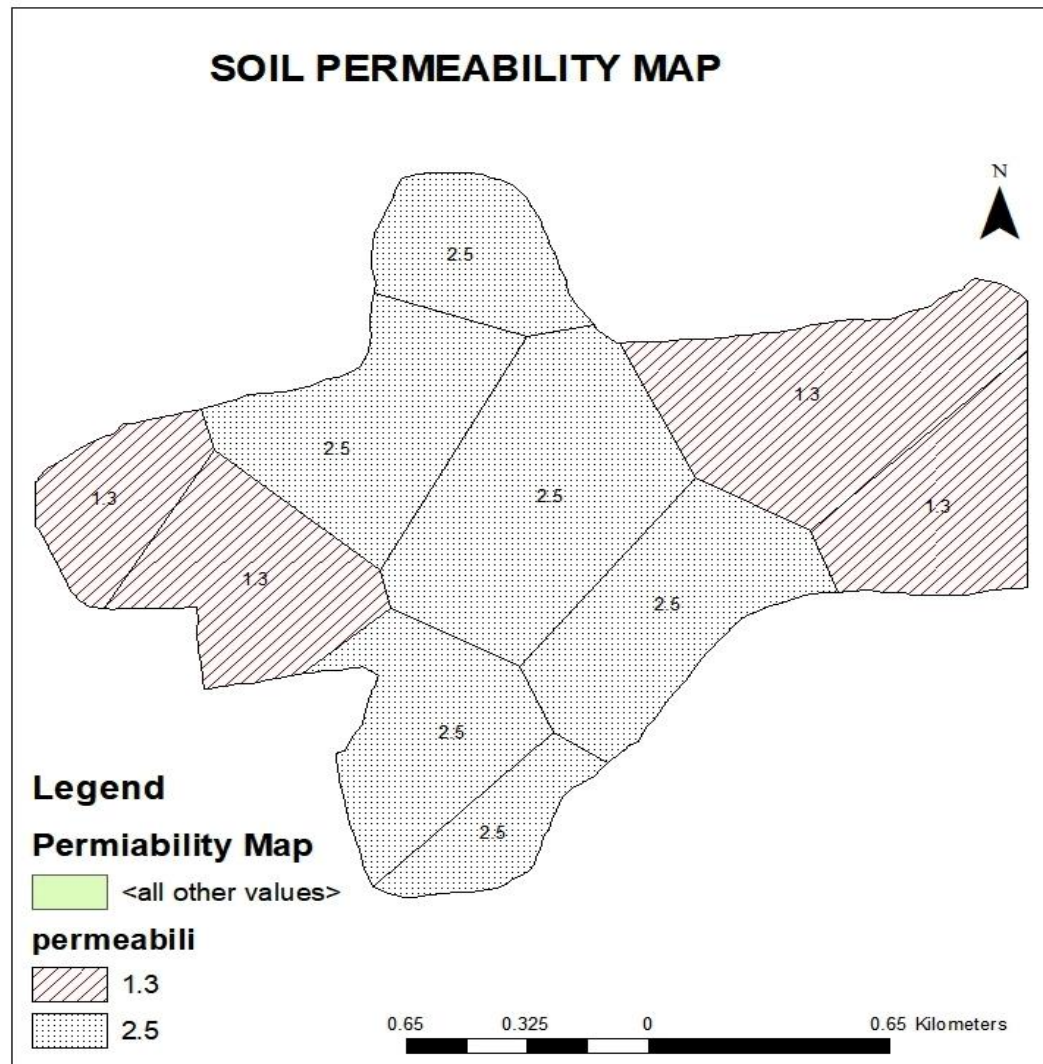 SOIL PERMEABILITY MAP
N
2.5
1.3
2.5
2.5
1.3
1.3
1.3
2.5
2.5
2.5
Legend
Permiability Map
<all other values>
permeabili
1.3
2.5
0.65 0.325 0 0.65 Kilometers